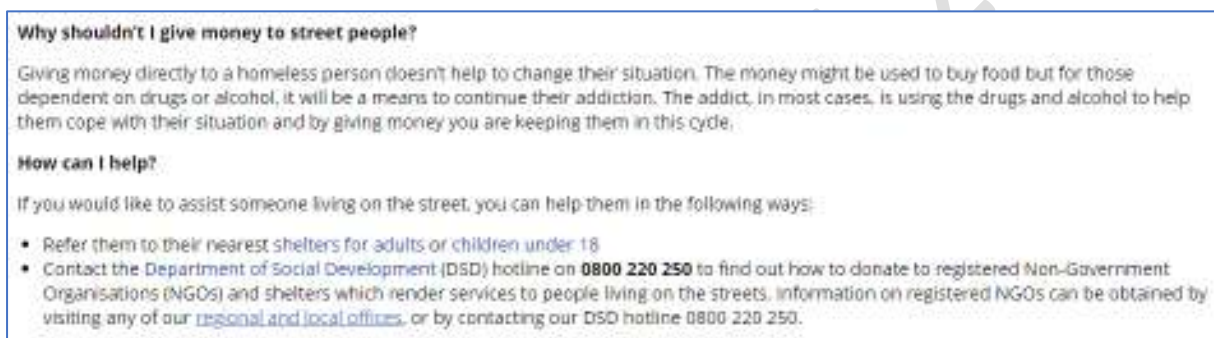 Why shouldn't I give money to street people?
Giving money directly to a homeless person doesn't help to change their situation. The money might be used to buy food but for those
dependent on drugs or alcohol, it will be a means to continue their addiction. The addict, in most cases, is using the drugs and alcohol to help
them cope with their situation and by giving money you are keeping them in this cycle.
How can I help?
If you would like to assist someone living on the street, you can help them in the following ways:
• Refer them to their nearest shelters for adults or children under 18
• Contact the Department of Social Development (DSD) hotline on 0800 220 250 to find out how to donate to registered Non-Government
Organisations (NGOs) and shelters which render services to people living on the streets. Information on registered NGOs can be obtained by
visiting any of our regional and local offices, or by contacting our DSD hotline 0800 220 250.